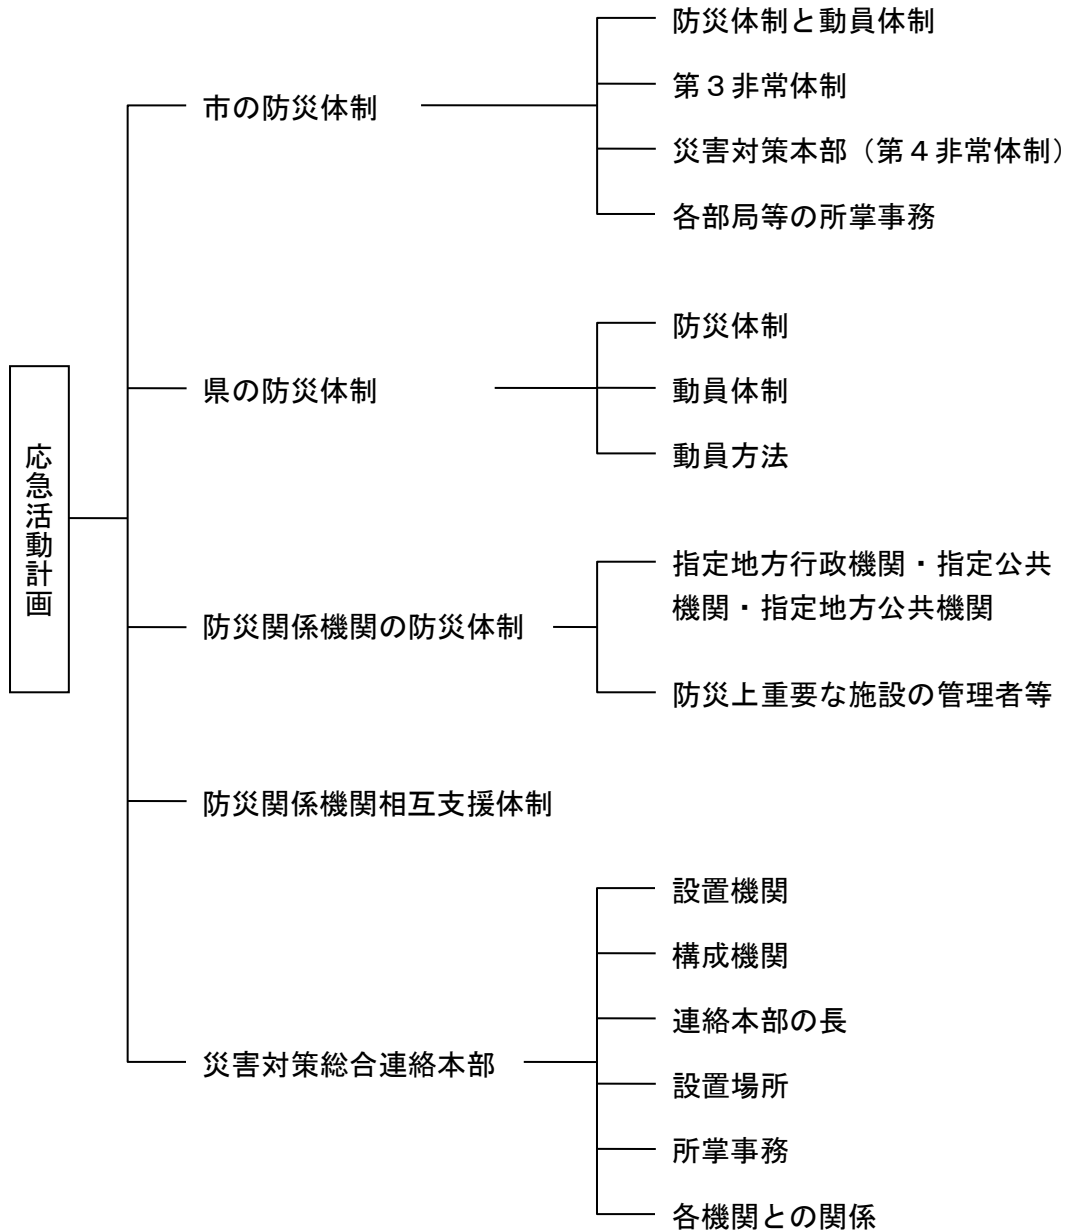 応急活動計画
市の防災体制
防災体制と動員体制
第３非常体制
災害対策本部（第４非常体制）
各部局等の所掌事務
県の防災体制
防災体制
動員体制
動員方法
防災関係機関の防災体制
指定地方行政機関・指定公共
機関・指定地方公共機関
防災上重要な施設の管理者等
防災関係機関相互支援体制
災害対策総合連絡本部
設置機関
構成機関
連絡本部の長
設置場所
所掌事務
各機関との関係